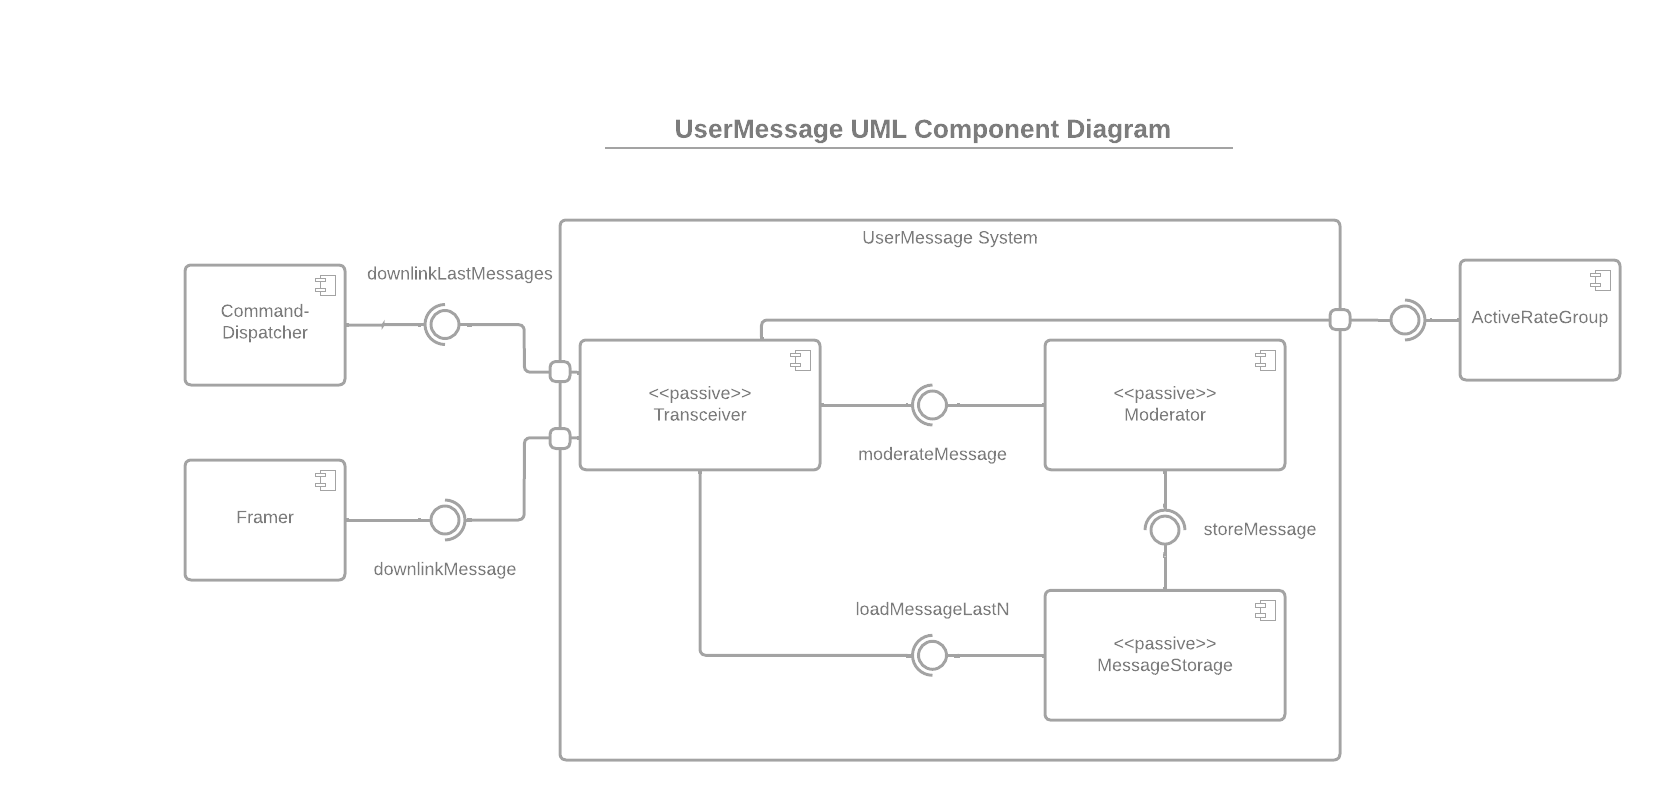 UserMessage UML Component Diagram
UserMessage System
downlinkLastMessages
Command-
Dispatcher
ActiveRateGroup
<<passive>>
Transceiver
<<passive>>
Moderator
moderateMessage
Framer
storeMessage
downlinkMessage
loadMessageLastN
<<passive>>
MessageStorage